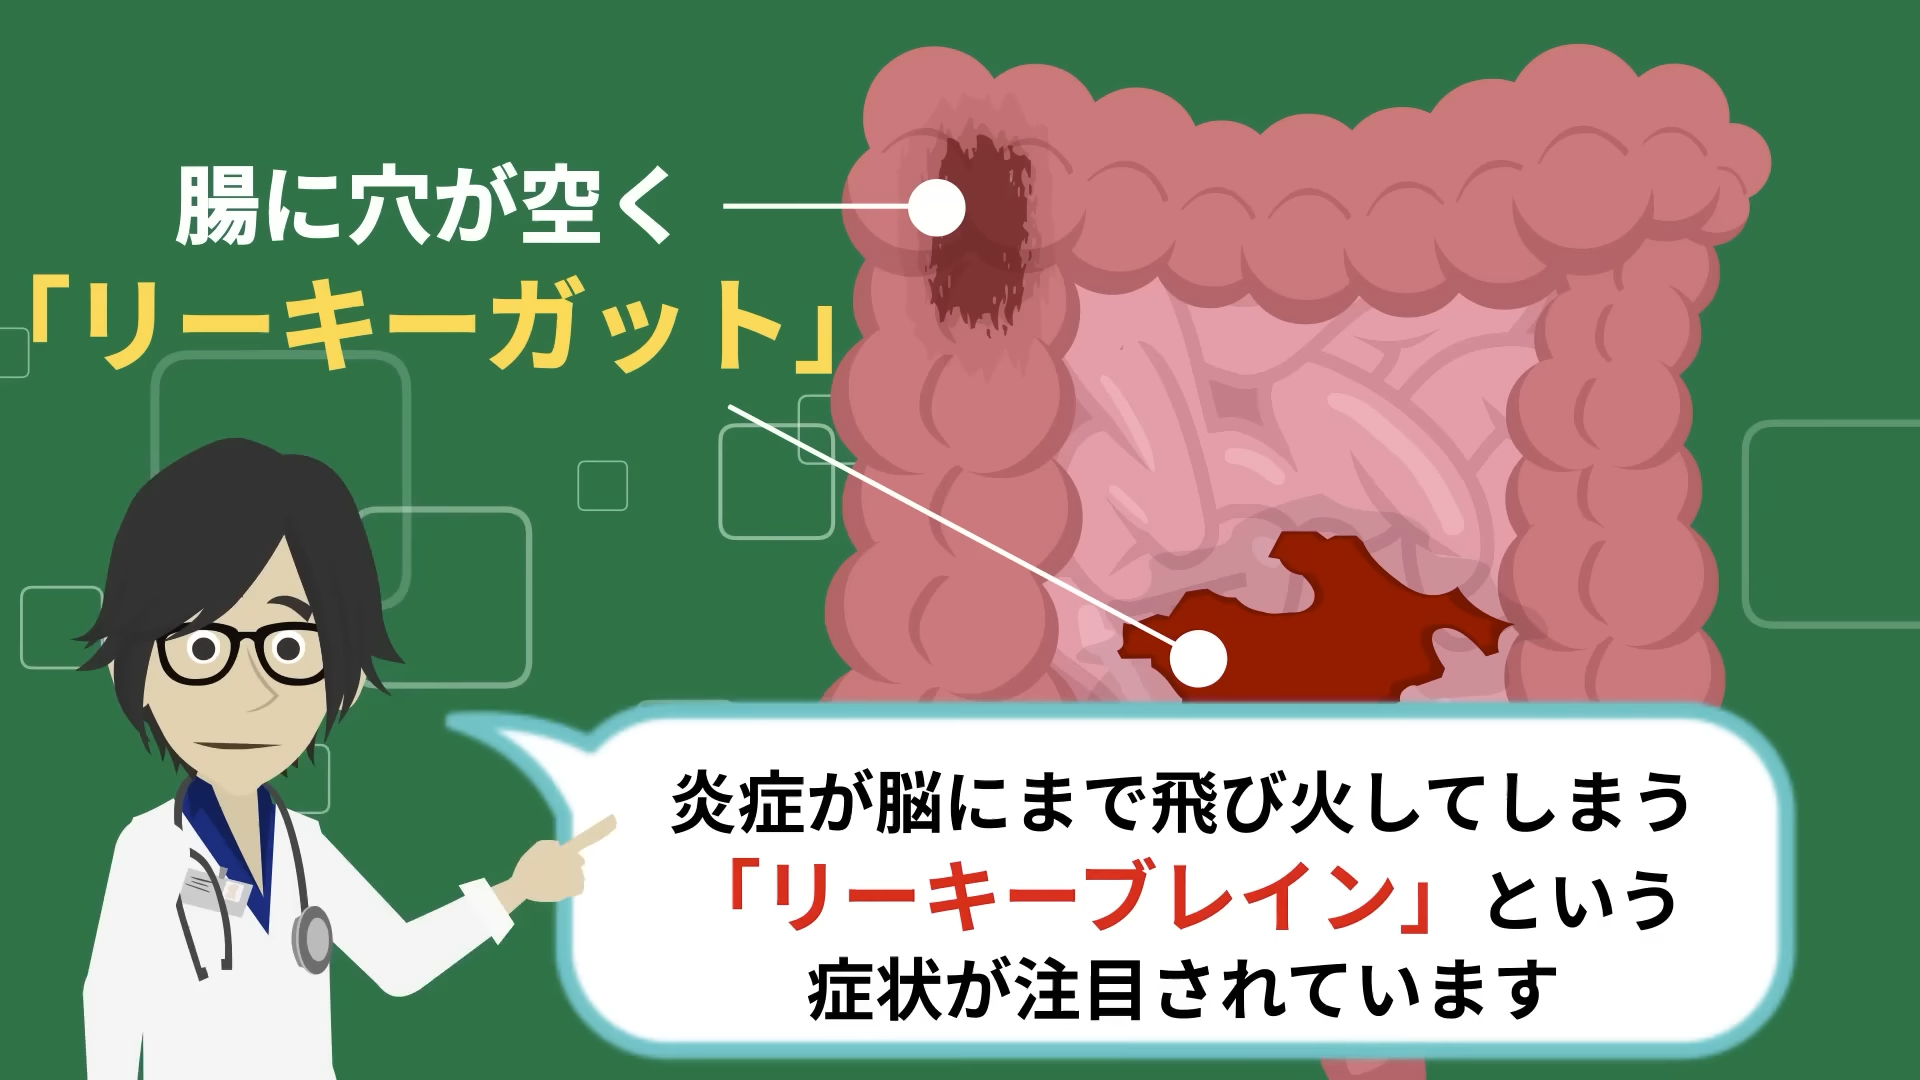 腸に穴が空く
「リーキーガット」
炎症が脳にまで飛び火してしまう
「リーキーブレイン」という
症状が注目されています